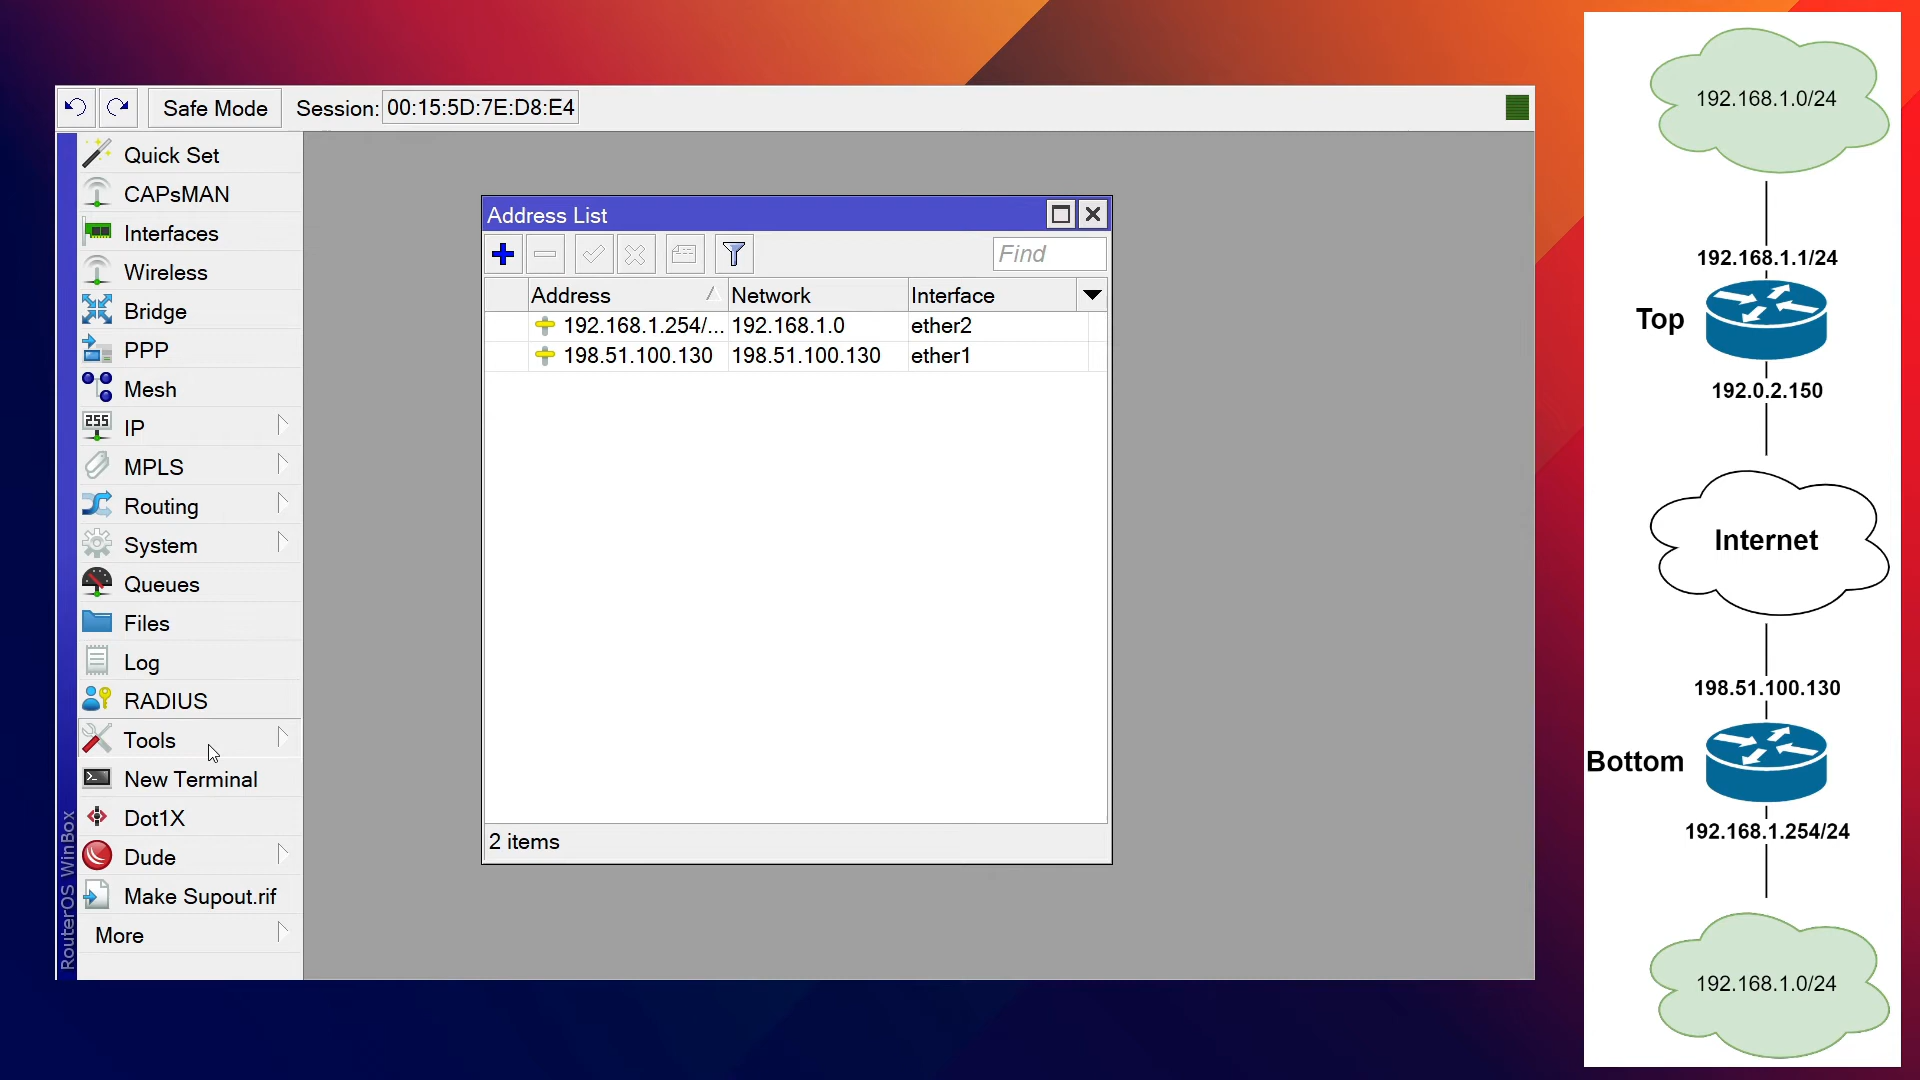 Safe Mode
Session: 00:15:5D:7E:D8:E4
Quick Set
CAPsMAN
Interfaces
Wireless
Bridge
PPP
Mesh
255
IP
MPLS
Routing
System
Queues
Files
Log
RADIUS
Tools
New Terminal
Dot1X
Dude
Make Supout.rif
More
RouterOS WinBox
Address List
Find
Address Network Interface
192.168.1.254/... 192.168.1.0 ether2
198.51.100.130 198.51.100.130 ether1
2 items
192.168.1.0/24
192.168.1.1/24
Top
192.0.2.150
Internet
198.51.100.130
Bottom
192.168.1.254/24
192.168.1.0/24